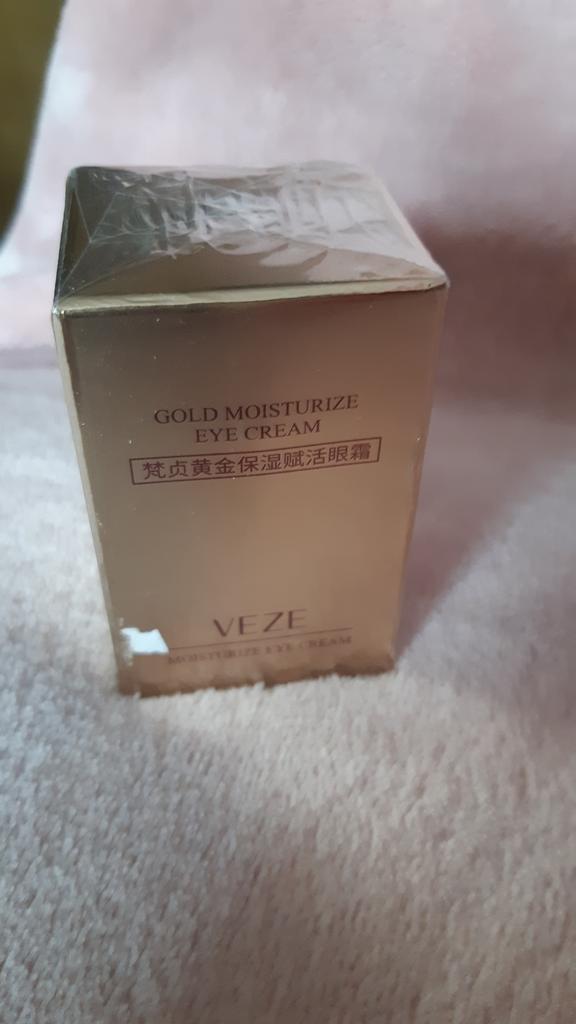 GOLD MOISTURIZE
EYE CREAM
梵贞黄金保湿赋活眼霜
VEZE
MOISTURIZE EYE CREAM